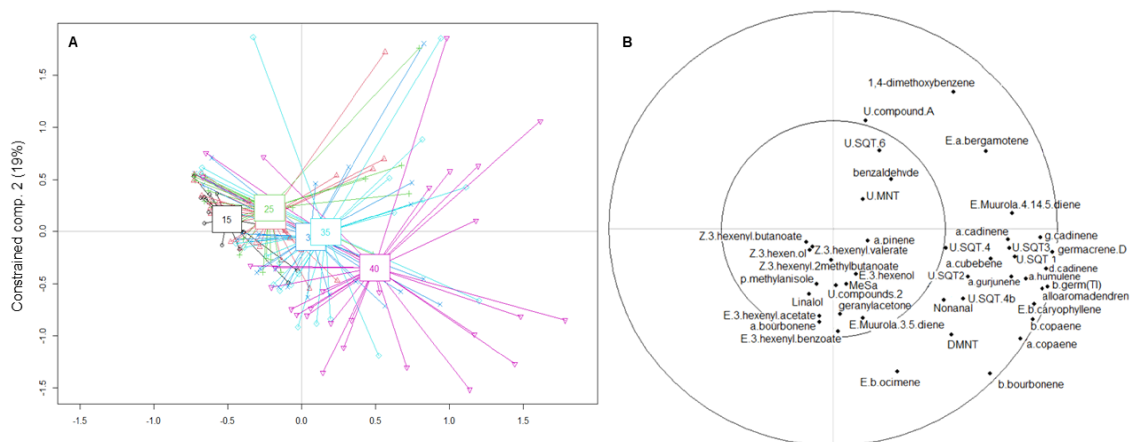 A
Constrained comp. 2 (19%)
1.5
1.0
0.5
0.0
-0.5
-1.0
-1.5
-1.5
-1.0
-0.5
0.0
0.5
1.0
1.5
15
25
3
35
40
B
1,4-dimethoxybenzene
U.compound.A
U.SQT.6
E.a.bergamotene
benzaldehyde
U.MNT
E.Muurola.4.14.5.diene
a.cadinene
g.cadinene
Z.3.hexenyl.butanoate
a.pinene
Z.3.hexen.ol
Z.3.hexenyl.valerate
U.SQT.4
U.SQT3
germacrene.D
U.SQT.1
Z.3.hexenyl.2methylbutanoate
a.cubebene
d.cadinene
p.methylanisole
E.3.hexenol
U.SQT2
a.gurjunene
a.humulene
MeSa
b.germ(TI)
Linalol
U.compounds.2
alloaromadendren
geranylacetone
Nonanal
U.SQT.4b
E.b.caryophyllene
E.3.hexenyl.acetate
a.bourbonene
E.Muurola.3.5.diene
b.copaene
E.3.hexenyl.benzoate
DMNT
a.copaene
E.b.ocimene
b.bourbonene